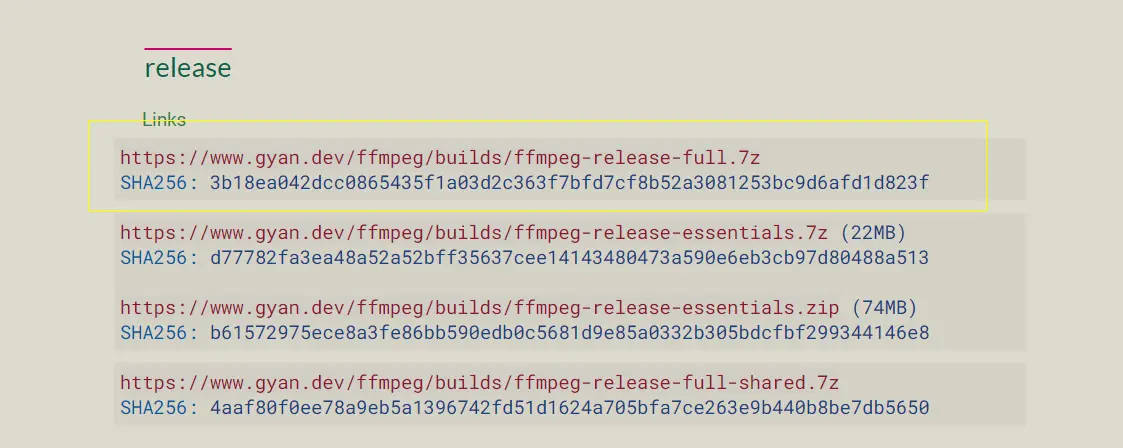 release
Links
https://www.gyan.dev/ffmpeg/builds/ffmpeg-release-full.7z
SHA256: 3b18ea042dcc0865435f1a03d2c363f7bfd7cf8b52a3081253bc9d6afd1d823f
https://www.gyan.dev/ffmpeg/builds/ffmpeg-release-essentials.7z (22MB)
SHA256: d77782fa3ea48a52a52bff35637cee14143480473a590e6eb3cb97d80488a513
https://www.gyan.dev/ffmpeg/builds/ffmpeg-release-essentials.zip (74MB)
SHA256: b61572975ece8a3fe86bb590edb0c5681d9e85a0332b305bdcfbf299344146e8
https://www.gyan.dev/ffmpeg/builds/ffmpeg-release-full-shared.7z
SHA256: 4aaf80f0ee78a9eb5a1396742fd51d1624a705bfa7ce263e9b440b8be7db5650